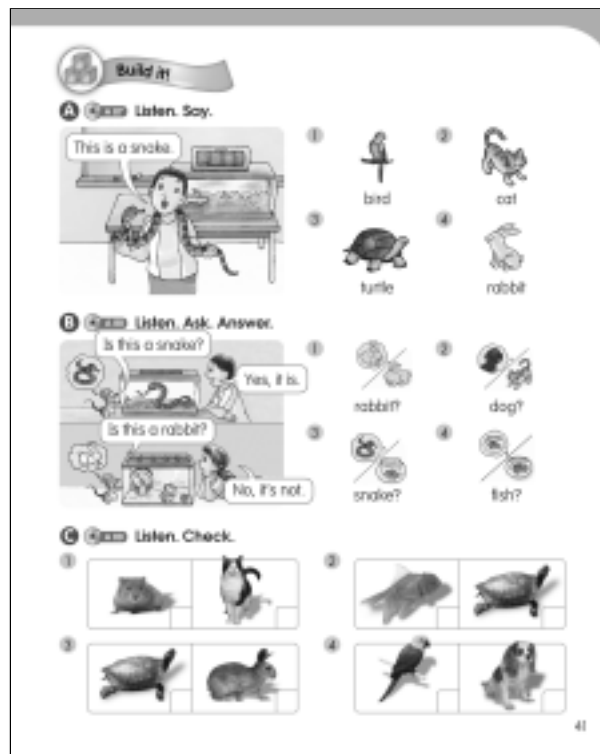 Build it!
A Listen. Say.
This is a snake.
1
bird
2
cat
3
turtle
4
rabbit
B Listen. Ask. Answer.
Is this a snake?
Yes, it is.
Is this a rabbit?
No, it's not.
1
rabbit?
2
dog?
3
snake?
4
fish?
C Listen. Check.
1
2
3
4
41